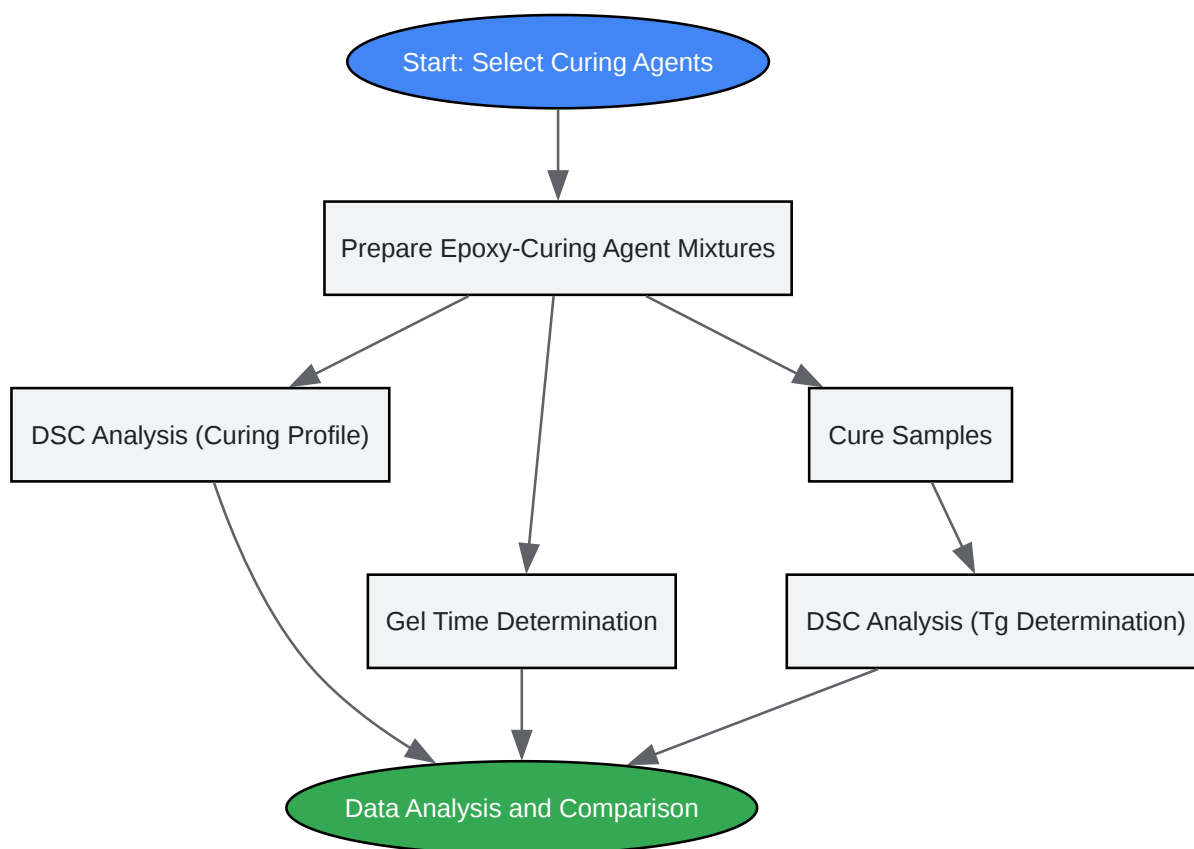 Start: Select Curing Agents
Prepare Epoxy-Curing Agent Mixtures
DSC Analysis (Curing Profile)
Cure Samples
Gel Time Determination
DSC Analysis (Tg Determination)
Data Analysis and Comparison